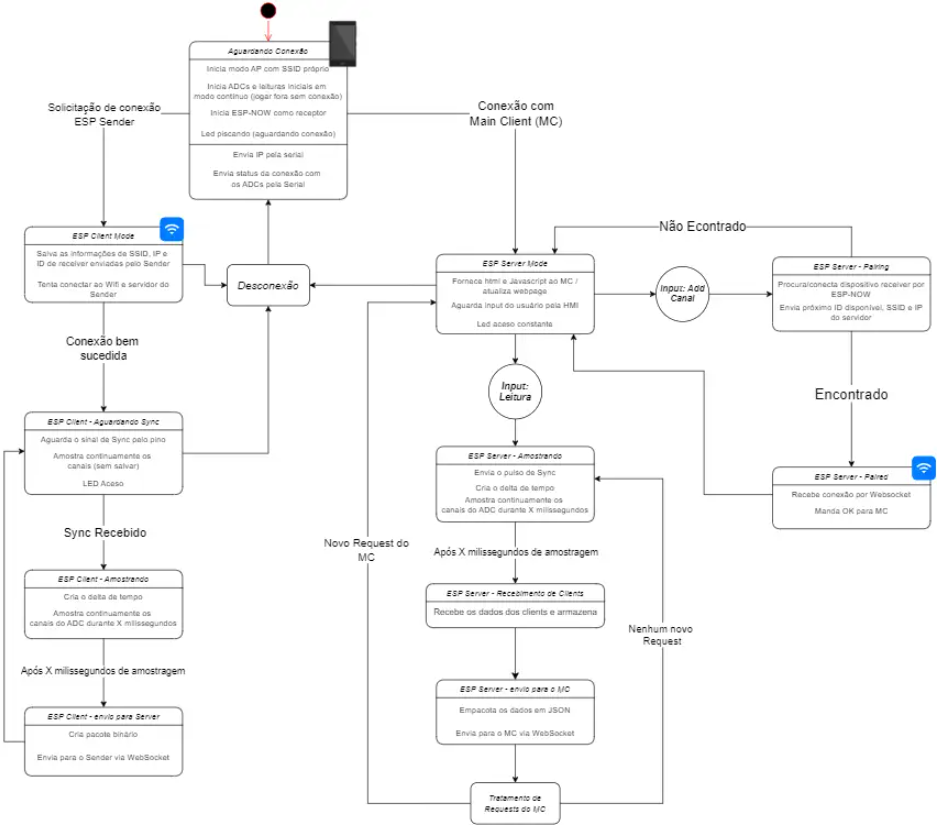 Aguardando Conexão
Inicia modo AP com SSID próprio
Inicia ADCs e leituras iniciais em
modo contínuo (jogar fora sem conexão)
Inicia ESP-NOW como receptor
Led piscando (aguardando conexão)
Envia IP pela serial
Envia status da conexão com
os ADCs pela Serial
Solicitação de conexão
ESP Sender
Conexão com
Main Client (MC)
ESP Client Mode
Salva as informações de SSID, IP e
ID de receiver enviadas pelo Sender
Tenta conectar ao Wifi e servidor do
Sender
Desconexão
ESP Server Mode
Fornece html e Javascript ao MC /
atualiza webpage
Aguarda input do usuário pela HMI
Led aceso constante
Input: Add
Canal
Não Econtrado
ESP Server - Pairing
Procura/conecta dispositivo receiver por
ESP-NOW
Envia próximo ID disponível, SSID e IP
do servidor
Conexão bem
sucedida
Input:
Leitura
Encontrado
ESP Client - Aguardando Sync
Aguarda o sinal de Sync pelo pino
Amostra continuamente os
canais (sem salvar)
LED Aceso
ESP Server - Amostrando
Envia o pulso de Sync
Cria o delta de tempo
Amostra continuamente os
canais do ADC durante X milissegundos
ESP Server - Paired
Recebe conexão por Websocket
Manda OK para MC
Sync Recebido
Novo Request do
MC
Após X milissegundos de amostragem
ESP Client - Amostrando
Cria o delta de tempo
Amostra continuamente os
canais do ADC durante X milissegundos
ESP Server - Recebimento de Clients
Recebe os dados dos clients e armazena
Nenhum novo
Request
Após X milissegundos de amostragem
ESP Server - envio para o MC
Empacota os dados em JSON
Envia para o MC via WebSocket
ESP Client - envio para Server
Cria pacote binário
Envia para o Sender via WebSocket
Tratamento de
Requests do MC